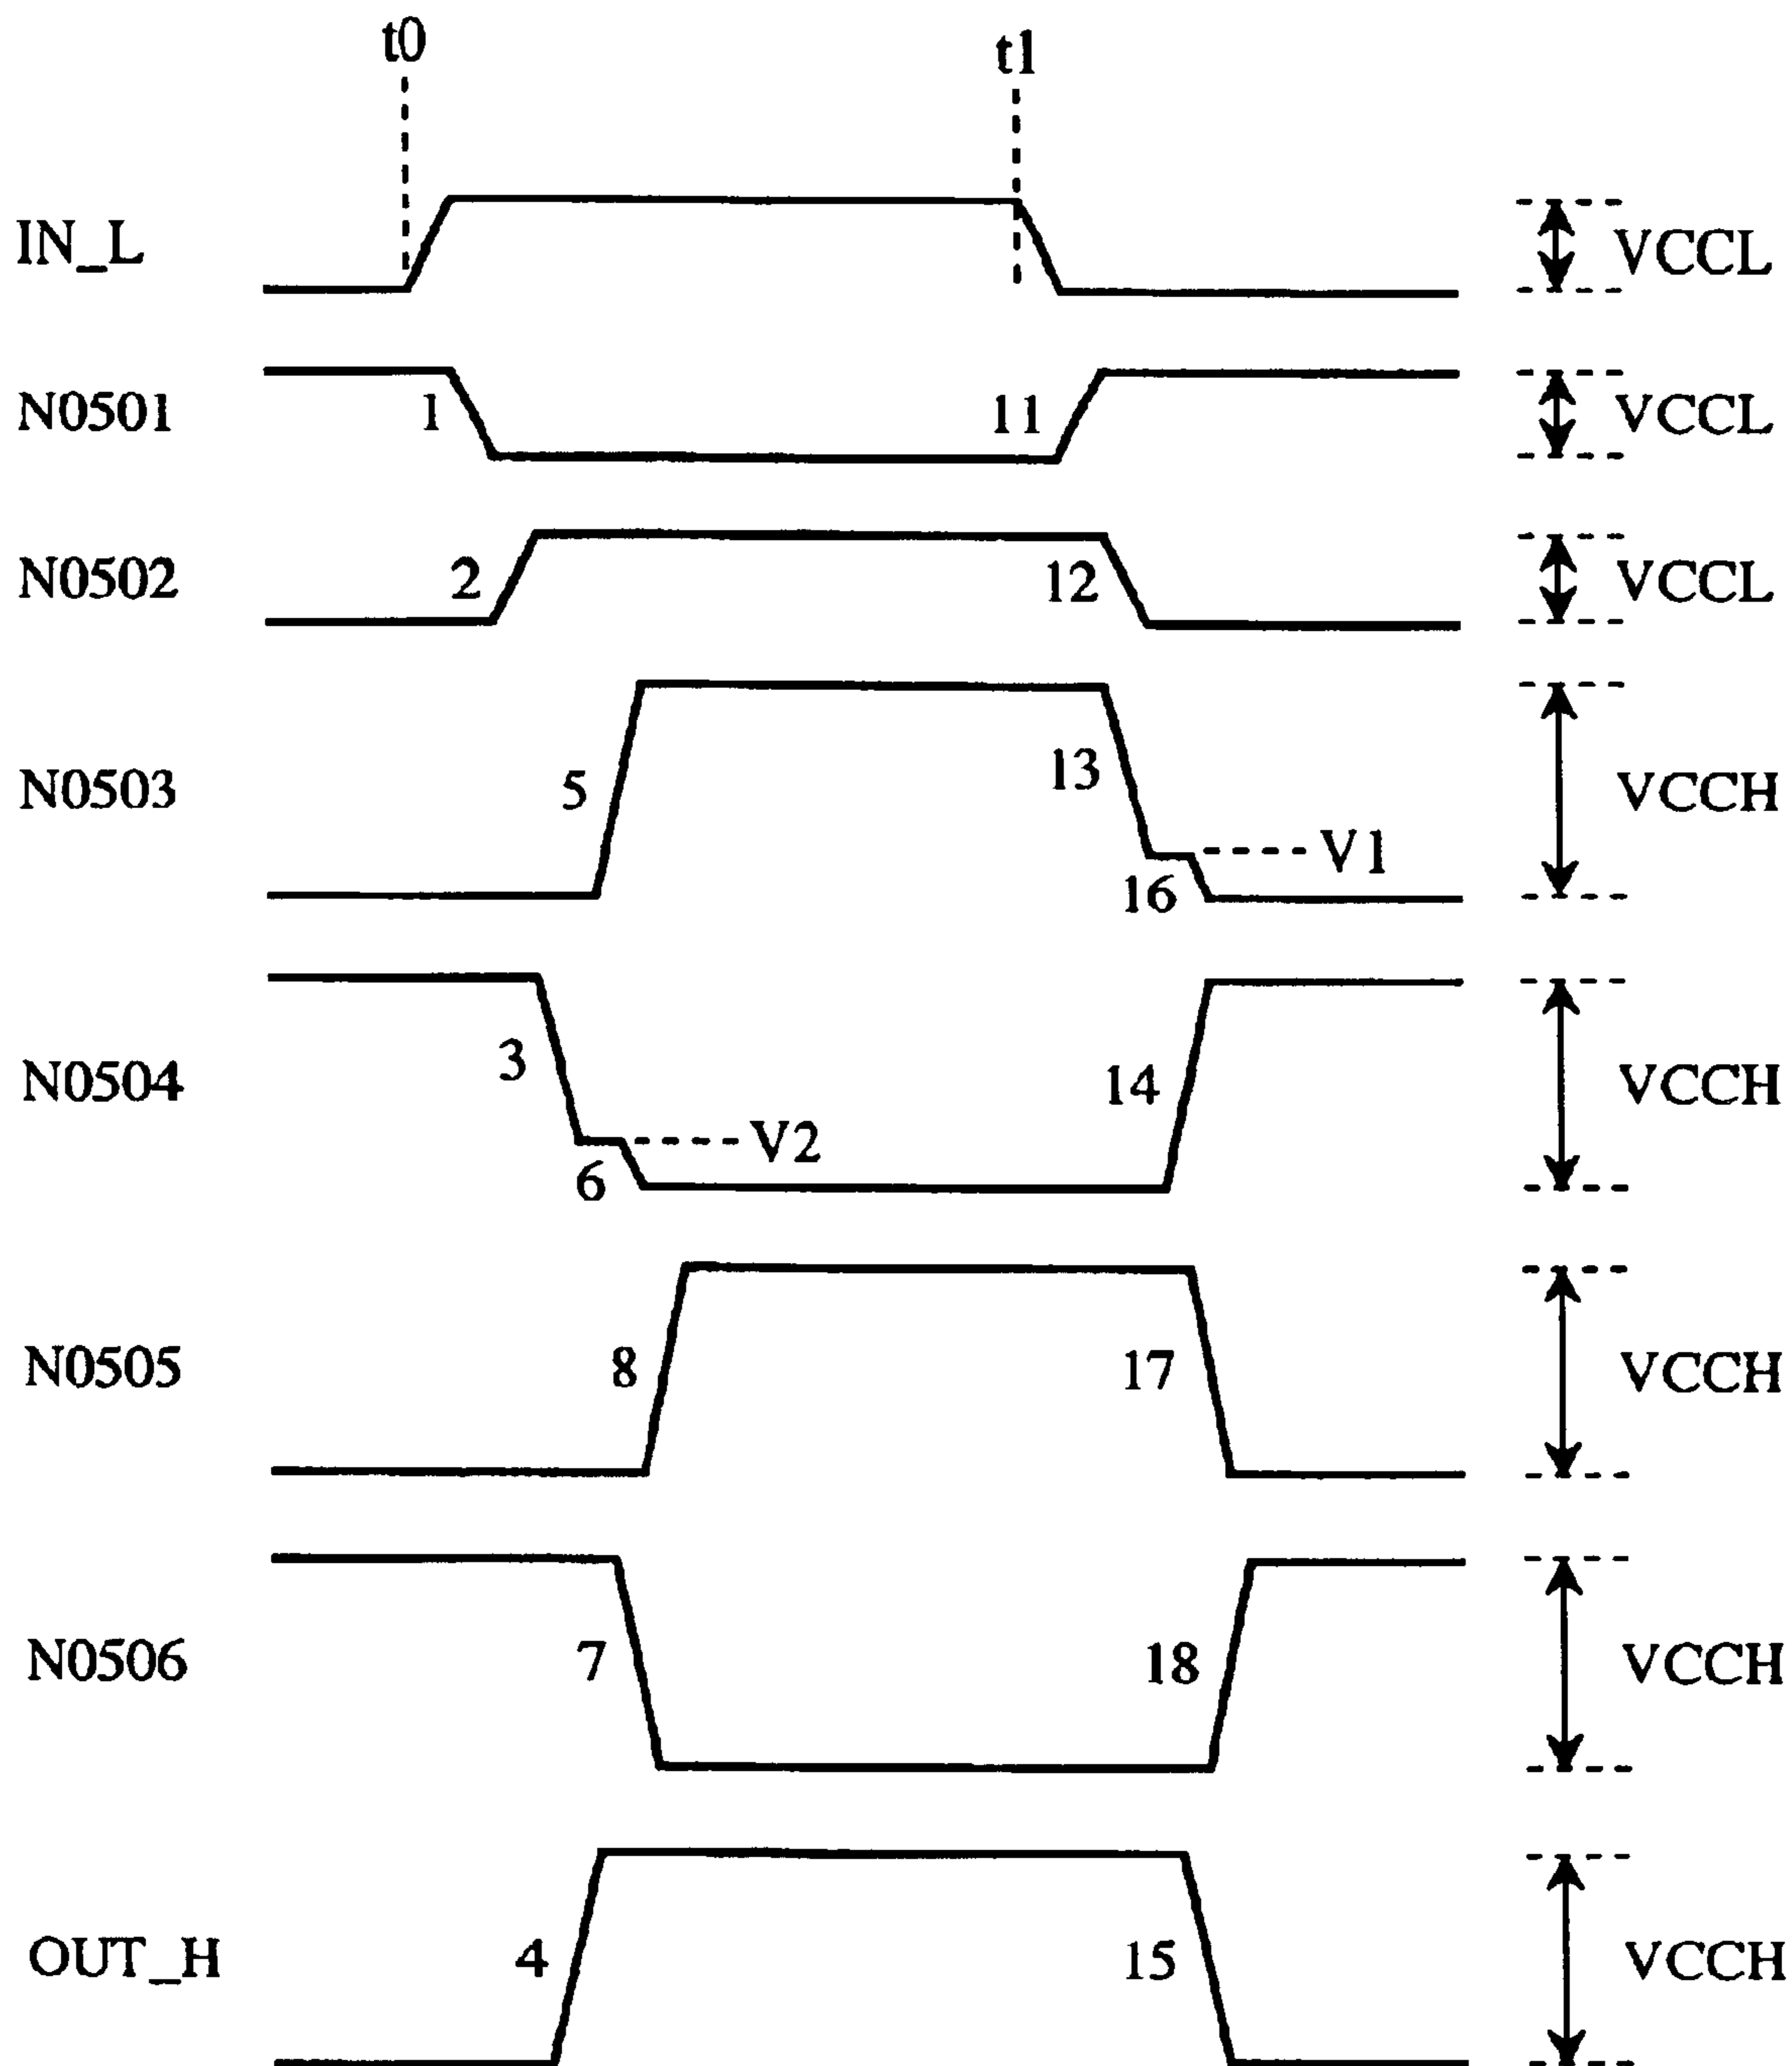 t0
t1
IN_L
VCCL
N0501
1
11
VCCL
N0502
2
12
VCCL
N0503
5
13
V1
16
VCCH
N0504
3
V2
6
14
VCCH
N0505
8
17
VCCH
N0506
7
18
VCCH
OUT_H
4
15
VCCH